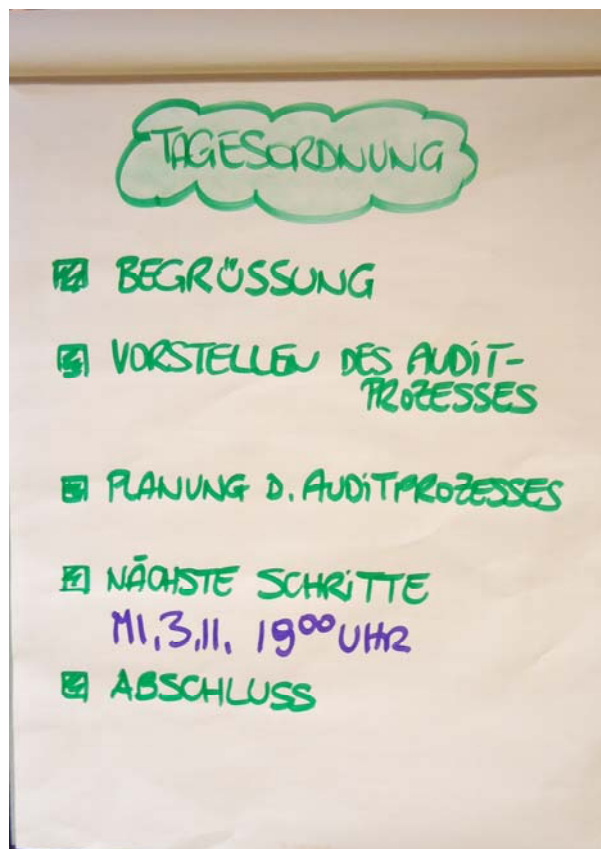 TAGESORDNUNG
BEGRÜSSUNG
VORSTELLEN DES AUDIT-
PROZESSES
PLANUNG D. AUDITPROZESSES
NÄCHSTE SCHRITTE
MI, 3.11. 19⁰⁰ UHR
ABSCHLUSS